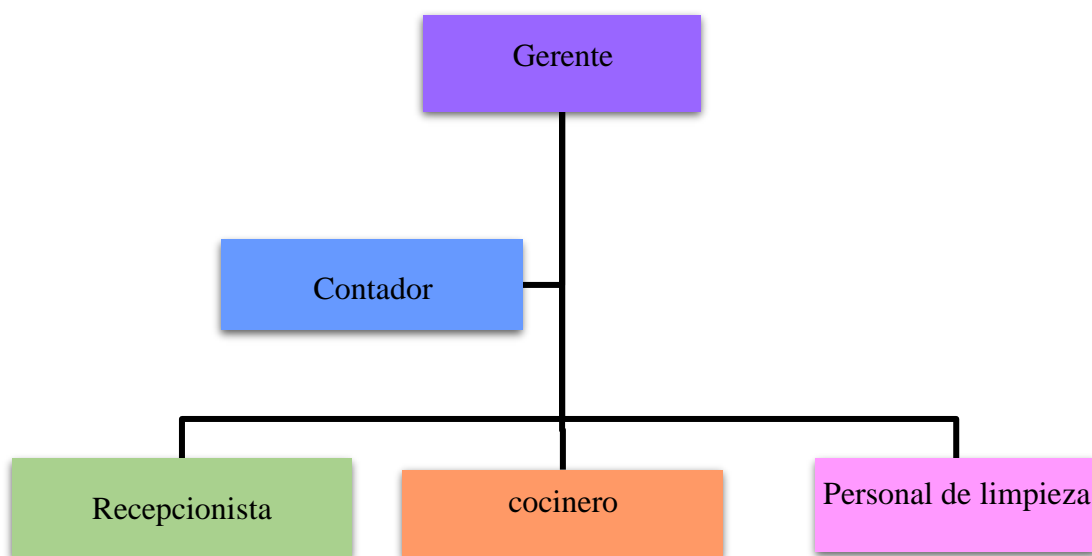 Gerente
Contador
Recepcionista
cocinero
Personal de limpieza